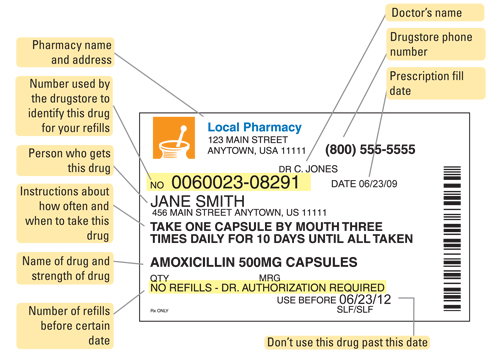 Doctor's name
Pharmacy name
and address
Drugstore phone
number
Number used by
the drugstore to
identify this drug
for your refills
Prescription fill
date
Local Pharmacy
123 MAIN STREET
ANYTOWN, USA 11111
(800) 555-5555
Person who gets
this drug
DR C. JONES
NO 0060023-08291
DATE 06/23/09
Instructions about
how often and
when to take this
drug
JANE SMITH
456 MAIN STREET ANYTOWN, US 11111
TAKE ONE CAPSULE BY MOUTH THREE
TIMES DAILY FOR 10 DAYS UNTIL ALL TAKEN
Name of drug and
strength of drug
AMOXICILLIN 500MG CAPSULES
QTY MRG
NO REFILLS - DR. AUTHORIZATION REQUIRED
Number of refills
before certain
date
USE BEFORE 06/23/12
Rx ONLY
SLF/SLF
Don't use this drug past this date